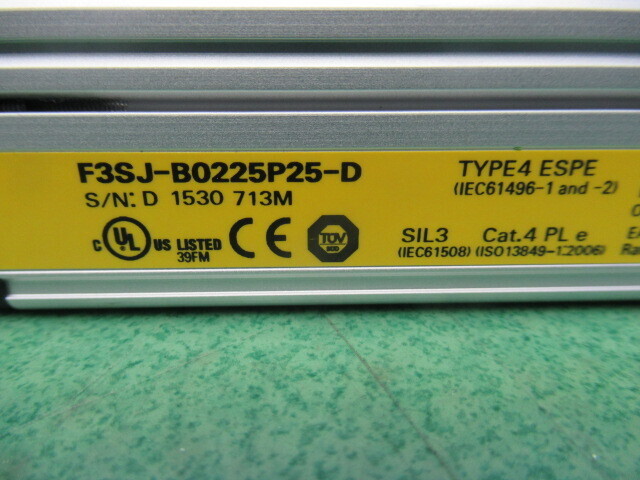 F3SJ-B0225P25-D
S/N: D 1530 713M
C UL US LISTED
39FM
CE
TÜV
TYPE4 ESPE
(IEC61496-1 and -2)
SIL3 Cat.4 PL e
(IEC61508) (ISO13849-1:2006)